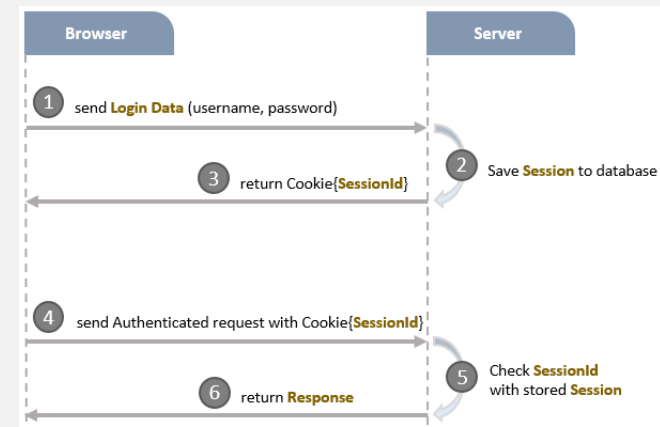 Browser
Server
1
send Login Data (username, password)
2
Save Session to database
3
return Cookie{SessionId}
4
send Authenticated request with Cookie{SessionId}
5
Check SessionId
with stored Session
6
return Response